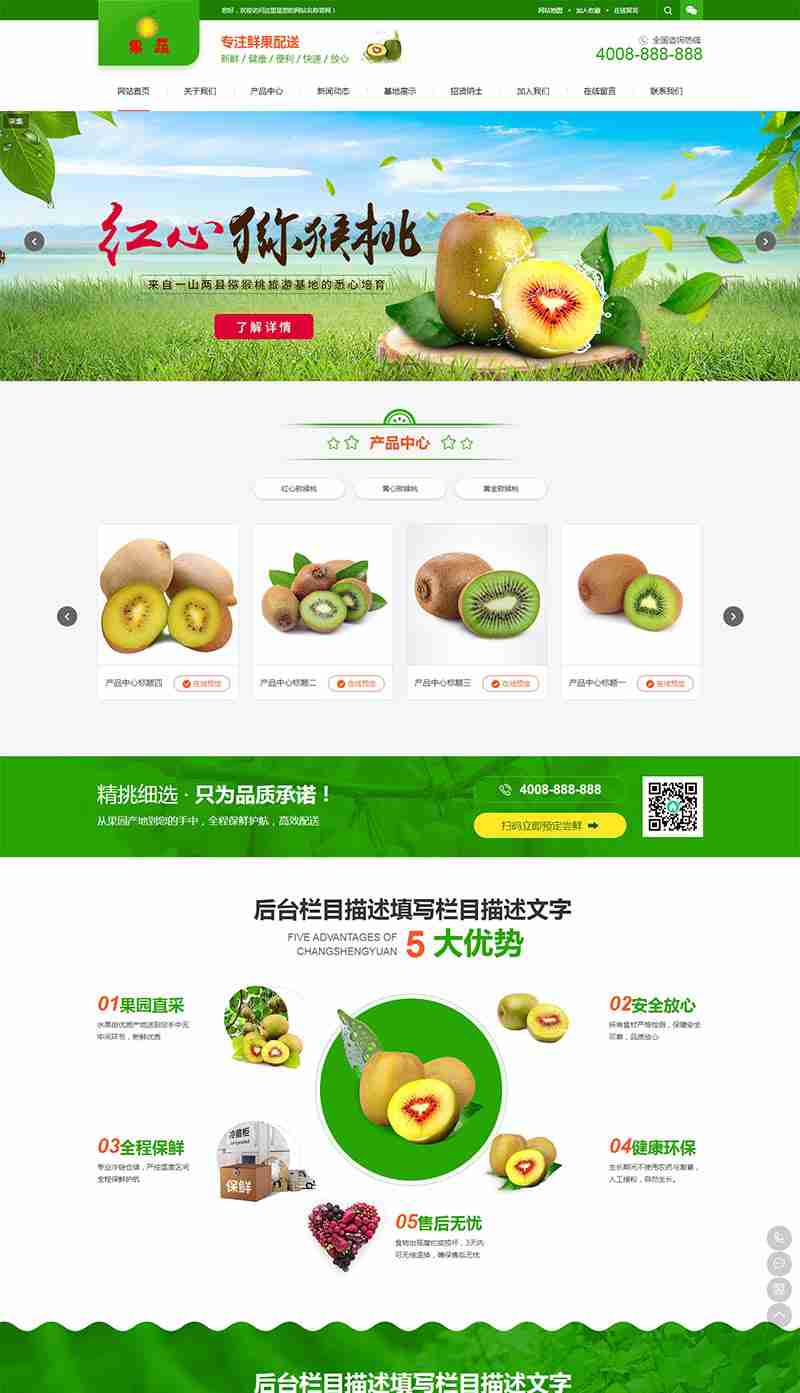 您好，欢迎访问这里是您的网站名称官网！
网站地图 • 加入收藏 • 在线留言
果 蔬
专注鲜果配送
新鲜 / 健康 / 便利 / 快速 / 放心
全国咨询热线
4008-888-888
网站首页 关于我们 产品中心 新闻动态 基地展示 招贤纳士 加入我们 在线留言 联系我们
红心猕猴桃
来自一山两县猕猴桃旅游基地的悉心培育
了解详情
产品中心
红心猕猴桃 黄心猕猴桃 黄金猕猴桃
产品中心标题四 在线预定
产品中心标题二 在线预定
产品中心标题三 在线预定
产品中心标题一 在线预定
精挑细选 · 只为品质承诺！
从果园产地到您的手中，全程保鲜护航，高效配送
4008-888-888
扫码立即预定尝鲜
后台栏目描述填写栏目描述文字
FIVE ADVANTAGES OF
CHANGSHENGYUAN
5 大优势
01果园直采
中间环节，新鲜优惠
02安全放心
所有食材严格检测，保障安全
可靠，品质放心
03全程保鲜
冷藏柜
保鲜
专业冷链仓储，严控温度区间
全程保鲜护航
04健康环保
生长期间不使用农药与激素，
人工授粉，自然生长。
05售后无忧
食物出现腐烂或损坏，3天内
可无偿退换，确保售后无忧
后台栏目描述填写栏目描述文字